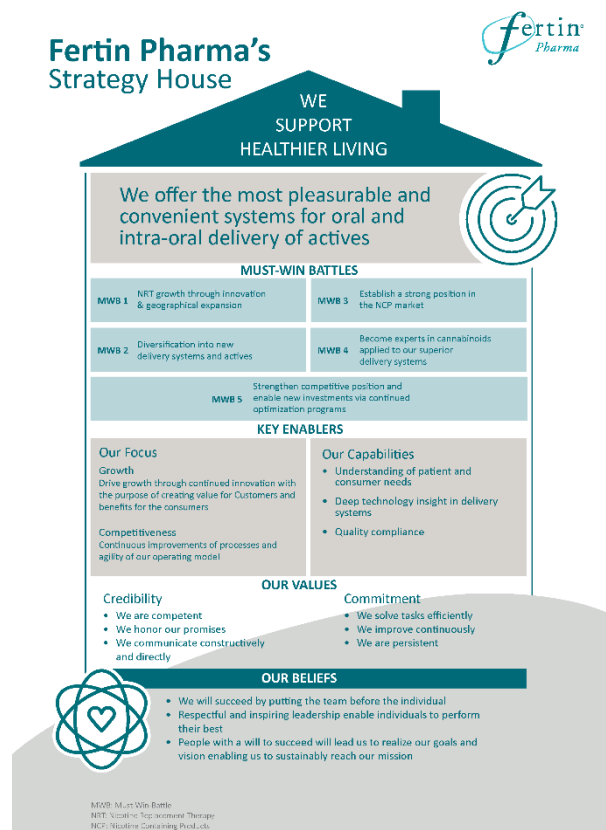 Fertin Pharma's
Strategy House
fertin
Pharma
WE
SUPPORT
HEALTHIER LIVING
We offer the most pleasurable and
convenient systems for oral and
intra-oral delivery of actives
MUST-WIN BATTLES
MWB 1
NRT growth through innovation
& geographical expansion
MWB 3
Establish a strong position in
the NCP market
MWB 2
Diversification into new
delivery systems and actives
MWB 4
Become experts in cannabinoids
applied to our superior
delivery systems
MWB 5
Strengthen competitive position and
enable new investments via continued
optimization programs
KEY ENABLERS
Our Focus
Growth
Drive growth through continued innovation with
the purpose of creating value for Customers and
benefits for the consumers
Competitiveness
Continuous improvements of processes and
agility of our operating model
Our Capabilities
• Understanding of patient and
consumer needs
• Deep technology insight in delivery
systems
• Quality compliance
OUR VALUES
Credibility
• We are competent
• We honor our promises
• We communicate constructively
and directly
Commitment
• We solve tasks efficiently
• We improve continuously
• We are persistent
OUR BELIEFS
• We will succeed by putting the team before the individual
• Respectful and inspiring leadership enable individuals to perform
their best
• People with a will to succeed will lead us to realize our goals and
vision enabling us to sustainably reach our mission
MWB: Must Win Battle
NRT: Nicotine Replacement Therapy
NCP: Nicotine Containing Products